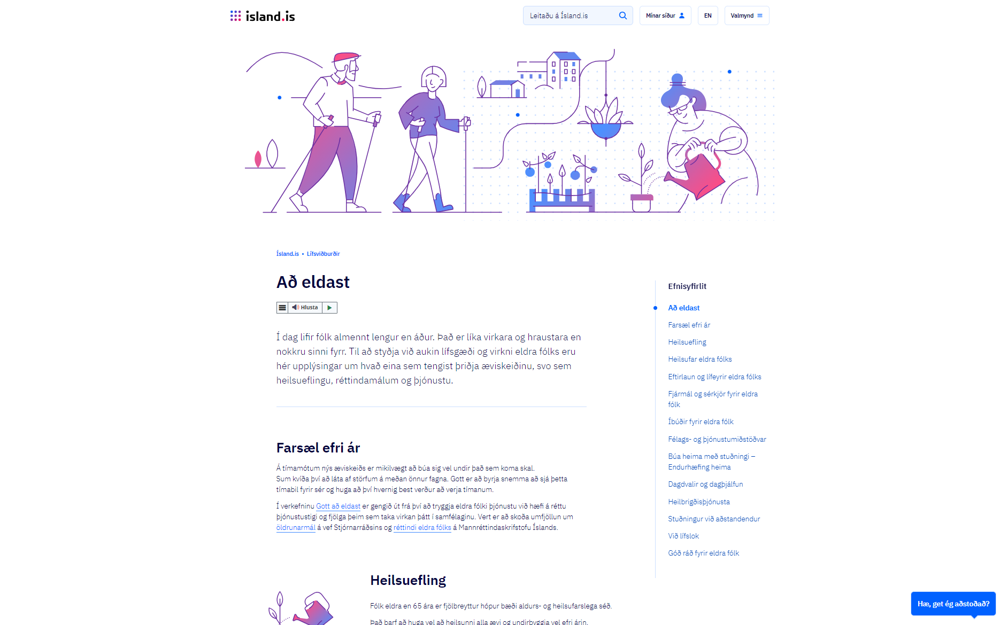 island.is
Leitaðu á Ísland.is
Mínar síður
EN
Valmynd
Ísland.is • Lífsviðburðir
Að eldast
Hlusta
Í dag lifir fólk almennt lengur en áður. Það er líka virkara og hraustara en
nokkru sinni fyrr. Til að styðja við aukin lífsgæði og virkni eldra fólks eru
hér upplýsingar um hvað eina sem tengist þriðja æviskeiðinu, svo sem
heilsueflingu, réttindamálum og þjónustu.
Farsæl efri ár
Á tímamótum nýs æviskeiðs er mikilvægt að búa sig vel undir það sem koma skal.
Sum kvíða því að láta af störfum á meðan önnur fagna. Gott er að byrja snemma að sjá þetta
tímabil fyrir sér og huga að því hvernig best verður að verja tímanum.
Í verkefninu Gott að eldast er gengið út frá því að tryggja eldra fólki þjónustu við hæfi á réttu
þjónustustigi og fjölga þeim sem taka virkan þátt í samfélaginu. Vert er að skoða umfjöllun um
öldrunarmál á vef Stjórnarráðsins og réttindi eldra fólks á Mannréttindaskrifstofu Íslands.
Heilsuefling
Fólk eldra en 65 ára er fjölbreyttur hópur bæði aldurs- og heilsufarslega séð.
Það þarf að huga vel að heilsunni alla ævi og undirbyggja vel efri árin.
Efnisyfirlit
Að eldast
Farsæl efri ár
Heilsuefling
Heilsufar eldra fólks
Eftirlaun og lífeyrir eldra fólks
Fjármál og sérkjör fyrir eldra
fólk
Íbúðir fyrir eldra fólk
Félags- og þjónustumiðstöðvar
Búa heima með stuðningi –
Endurhæfing heima
Dagdvalir og dagþjálfun
Heilbrigðisþjónusta
Stuðningur við aðstandendur
Við lífslok
Góð ráð fyrir eldra fólk
Hæ, get ég aðstoðað?